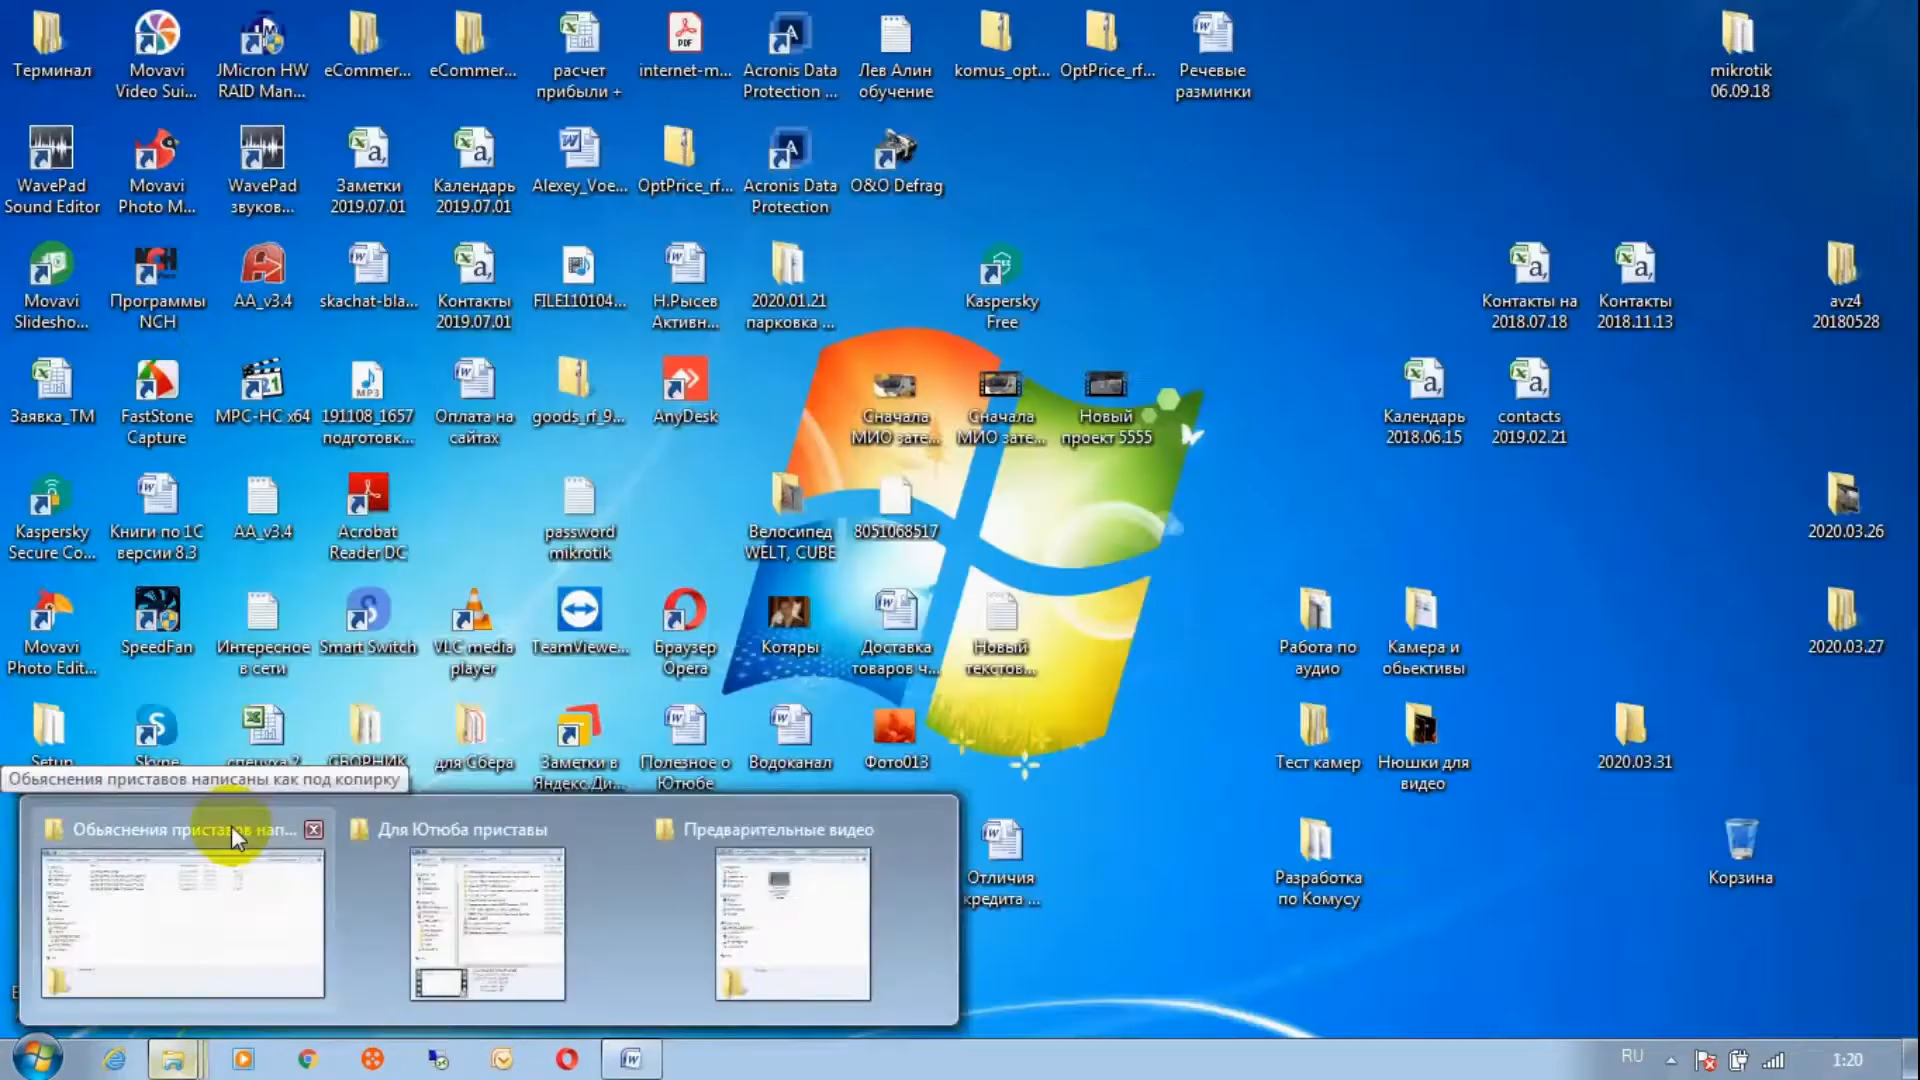 Терминал
Movavi
Video Sui...
JMicron HW
RAID Man...
eCommer...
eCommer...
расчет
прибыли +
internet-m...
Acronis Data
Protection ...
Лев Алин
обучение
komus_opt...
OptPrice_rf...
Речевые
разминки
mikrotik
06.09.18
WavePad
Sound Editor
Movavi
Photo M...
WavePad
звуков...
Заметки
2019.07.01
Календарь
2019.07.01
Alexey_Voe...
OptPrice_rf...
Acronis Data
Protection
O&O Defrag
Movavi
Slidesho...
Программы
NCH
AA_v3.4
skachat-bla...
Контакты
2019.07.01
FILE110104...
Н.Рысев
Активн...
2020.01.21
парковка ...
Kaspersky
Free
Контакты на
2018.07.18
Контакты
2018.11.13
avz4
20180528
Заявка_ТМ
FastStone
Capture
MPC-HC x64
191108_1657
подготовк...
Оплата на
сайтах
goods_rf_9...
AnyDesk
Сначала
МИО зате...
Сначала
МИО зате...
Новый
проект 5555
Календарь
2018.06.15
contacts
2019.02.21
Kaspersky
Secure Co...
Книги по 1С
версии 8.3
AA_v3.4
Acrobat
Reader DC
password
mikrotik
Велосипед
WELT, CUBE
8051068517
2020.03.26
Movavi
Photo Edit...
SpeedFan
Интересное
в сети
Smart Switch
VLC media
player
TeamViewe...
Браузер
Opera
Котяры
Доставка
товаров ч...
Новый
текстов...
Работа по
аудио
Камера и
обьективы
2020.03.27
Setup
Skype
спецуха 2
СБОРНИК
для Сбера
Заметки в
Яндекс.Ди...
Полезное о
Ютюбе
Водоканал
Фото013
Тест камер
Нюшки для
видео
2020.03.31
Обьяснения приставов написаны как под копирку
Обьяснения приставов нап...
Для Ютюба приставы
Предварительные видео
Отличия
кредита ...
Разработка
по Комусу
Корзина
RU
1:20